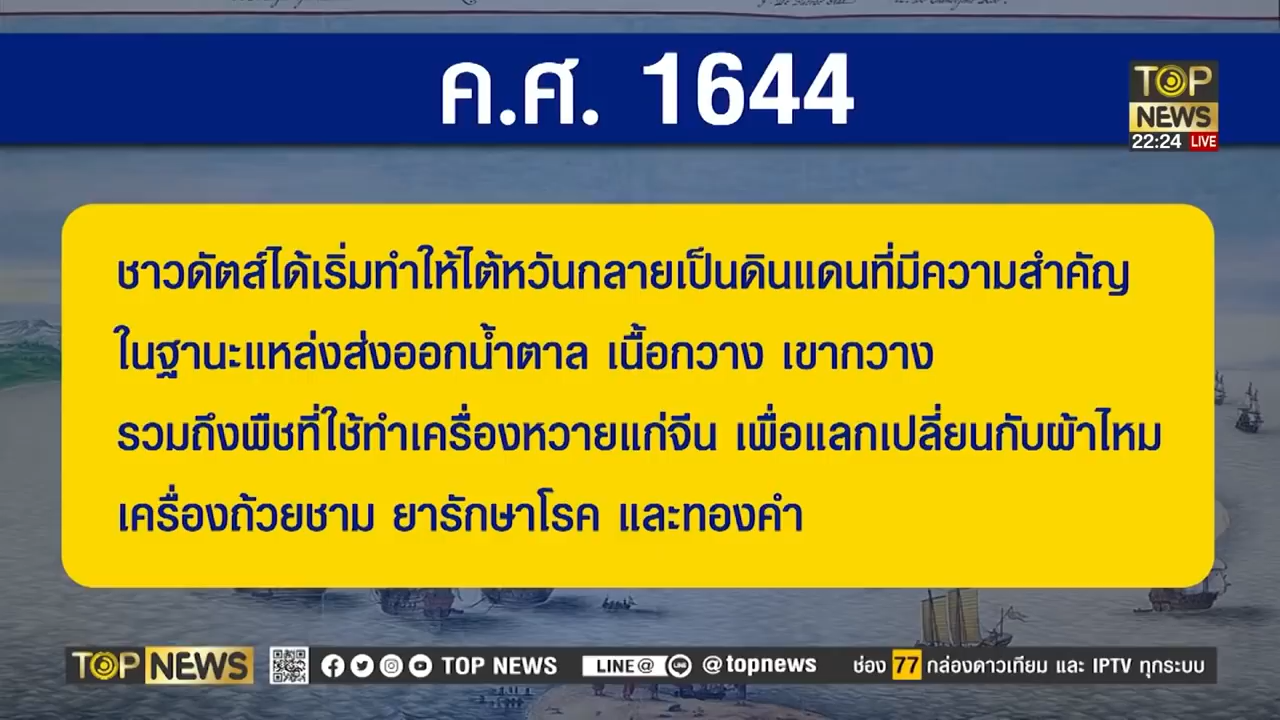 ค.ศ. 1644
TOP
NEWS
22:24 LIVE
ชาวดัตส์ได้เริ่มทำให้ไต้หวันกลายเป็นดินแดนที่มีความสำคัญ
ในฐานะแหล่งส่งออกน้ำตาล เนื้อกวาง เขากวาง
รวมถึงพืชที่ใช้ทำเครื่องหวายแก่จีน เพื่อแลกเปลี่ยนกับผ้าไหม
เครื่องถ้วยชาม ยารักษาโรค และทองคำ
TOP NEWS TOP NEWS LINE@ LINE @topnews ช่อง 77 กล่องดาวเทียม และ IPTV ทุกระบบ